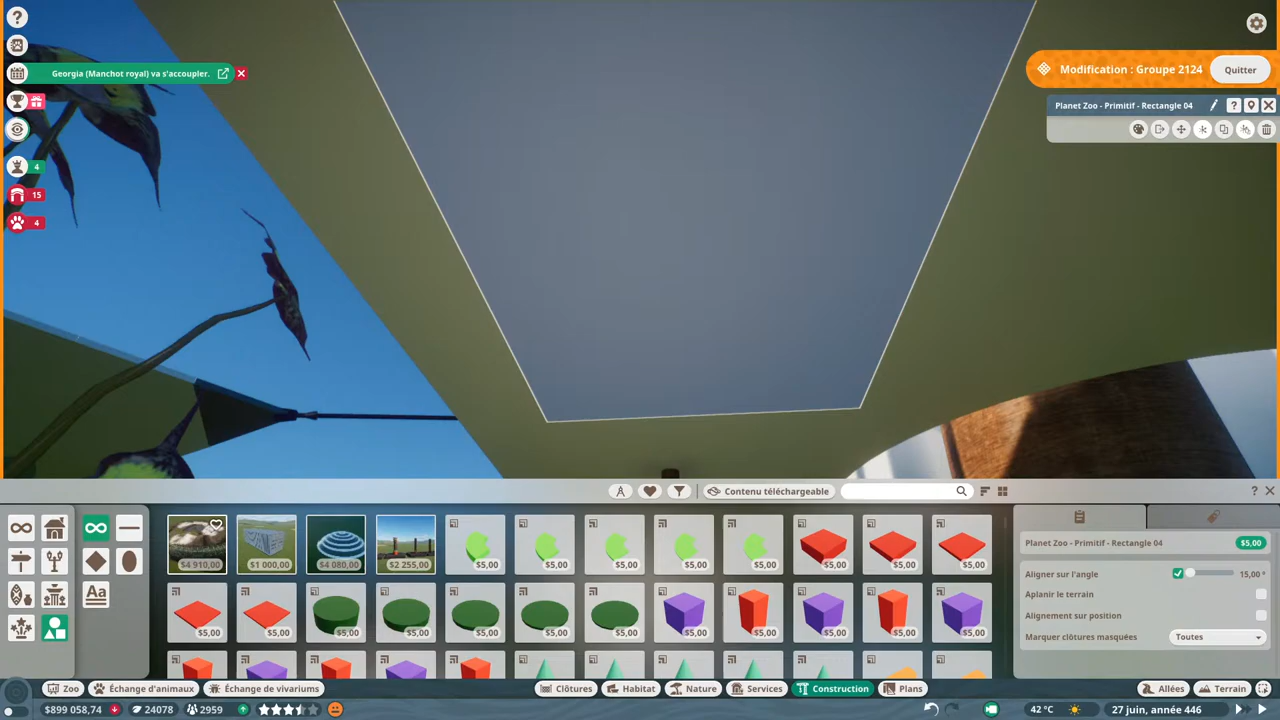 ?
Georgia (Manchot royal) va s'accoupler.
Modification : Groupe 2124
Quitter
Planet Zoo - Primitif - Rectangle 04
?
4
15
4
Contenu téléchargeable
?
$4 910,00
$1 000,00
$4 080,00
$2 255,00
$5,00
$5,00
$5,00
$5,00
$5,00
$5,00
$5,00
$5,00
Aa
$5,00
$5,00
$5,00
$5,00
$5,00
$5,00
$5,00
$5,00
$5,00
$5,00
$5,00
$5,00
Planet Zoo - Primitif - Rectangle 04
$5,00
Aligner sur l'angle
15,00 °
Aplanir le terrain
Alignement sur position
Marquer clôtures masquées
Toutes
Zoo
Échange d'animaux
Échange de vivariums
Clôtures
Habitat
Nature
Services
Construction
Plans
Allées
Terrain
$899 058,74
24078
2959
42 °C
27 juin, année 446